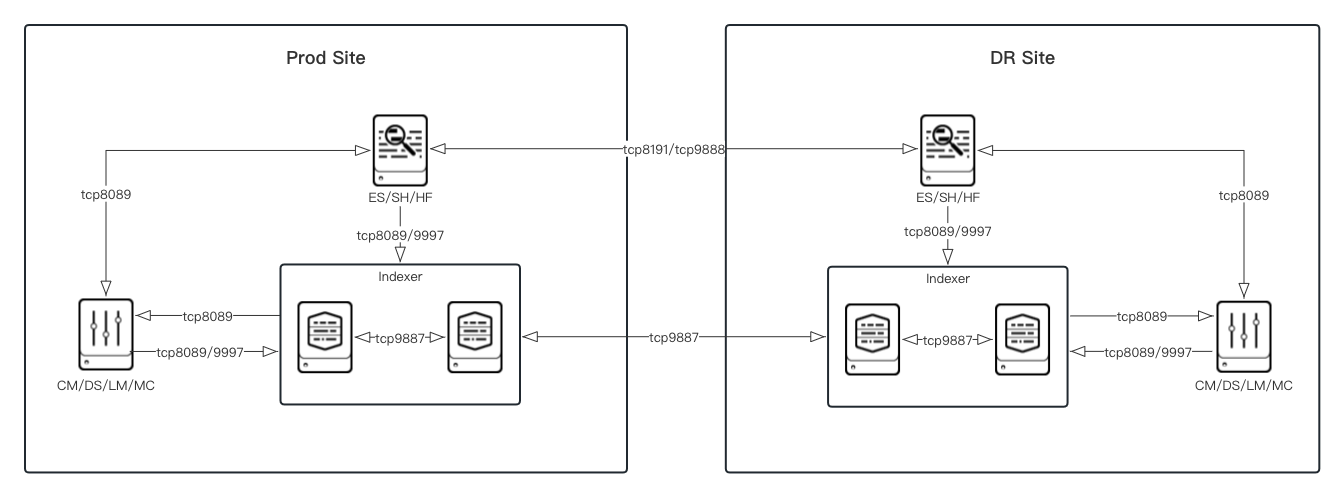 Prod Site
DR Site
tcp8191/tcp9888
tcp8089
ES/SH/HF
ES/SH/HF
tcp8089
tcp8089/9997
tcp8089/9997
Indexer
Indexer
tcp8089
tcp9887
tcp9887
tcp9887
tcp8089
tcp8089/9997
tcp8089/9997
CM/DS/LM/MC
CM/DS/LM/MC